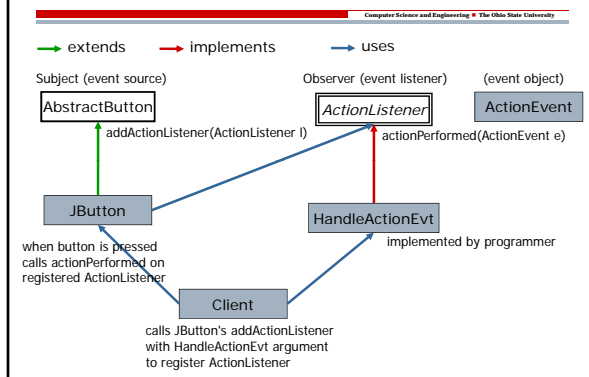 Computer Science and Engineering ■ The Ohio State University
extends implements uses
Subject (event source) Observer (event listener) (event object)
AbstractButton ActionListener ActionEvent
addActionListener(ActionListener l) actionPerformed(ActionEvent e)
JButton HandleActionEvt
implemented by programmer
when button is pressed
calls actionPerformed on
registered ActionListener
Client
calls JButton's addActionListener
with HandleActionEvt argument
to register ActionListener